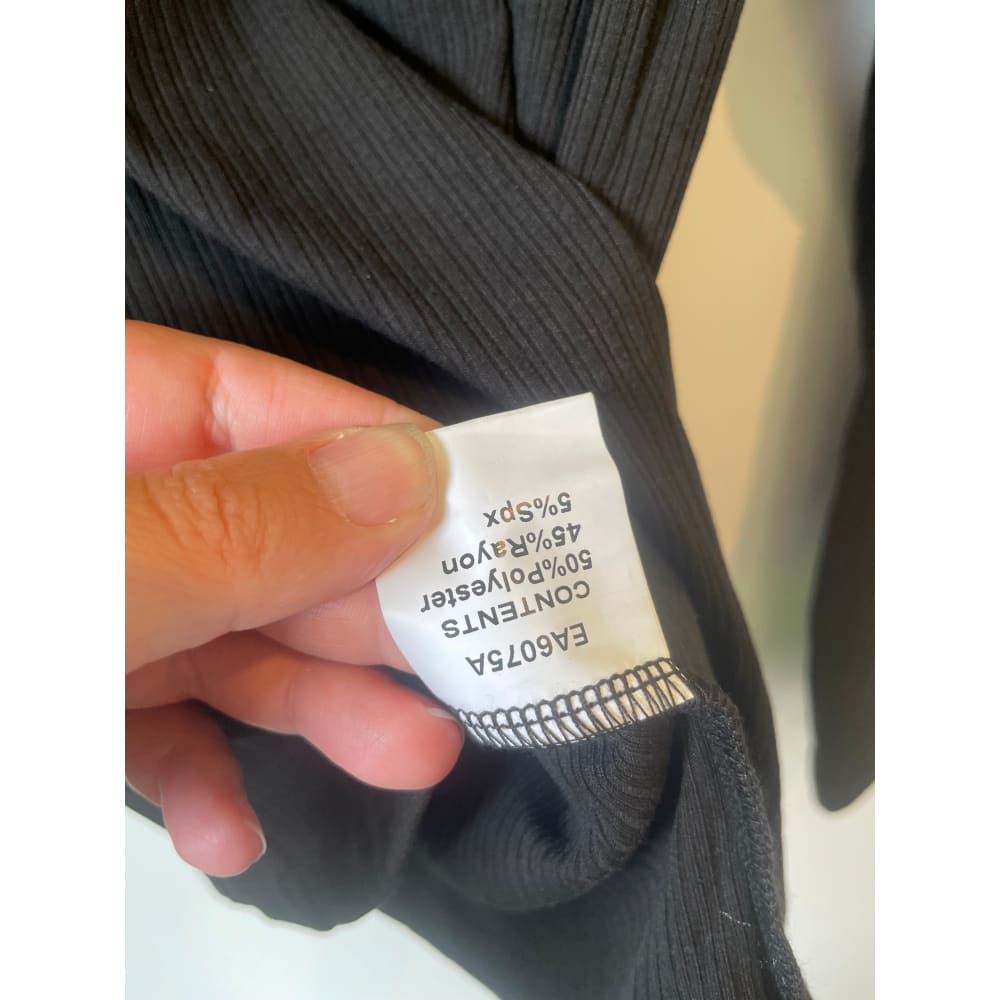 EA6075A
CONTENTS
50%Polyester
45%Rayon
5%Spx